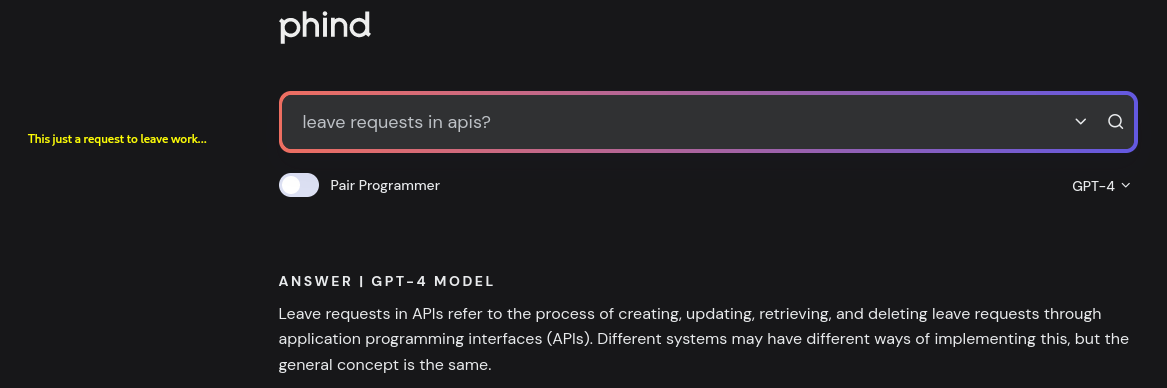 phind
leave requests in apis?
This just a request to leave work...
Pair Programmer
GPT-4
ANSWER | GPT-4 MODEL
Leave requests in APIs refer to the process of creating, updating, retrieving, and deleting leave requests through
application programming interfaces (APIs). Different systems may have different ways of implementing this, but the
general concept is the same.